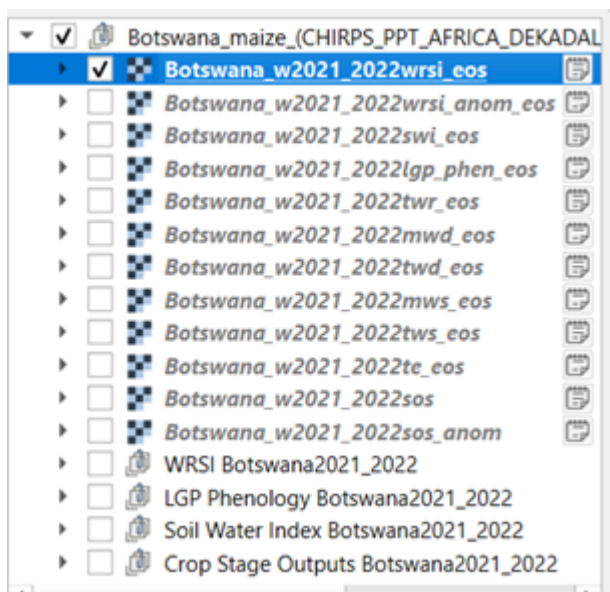 Botswana_maize_(CHIRPS_PPT_AFRICA_DEKADAL
Botswana_w2021_2022wrsi_eos
Botswana_w2021_2022wrsi_anom_eos
Botswana_w2021_2022swi_eos
Botswana_w2021_2022lgp_phen_eos
Botswana_w2021_2022twr_eos
Botswana_w2021_2022mwd_eos
Botswana_w2021_2022twd_eos
Botswana_w2021_2022mws_eos
Botswana_w2021_2022tws_eos
Botswana_w2021_2022te_eos
Botswana_w2021_2022sos
Botswana_w2021_2022sos_anom
WRSI Botswana2021_2022
LGP Phenology Botswana2021_2022
Soil Water Index Botswana2021_2022
Crop Stage Outputs Botswana2021_2022